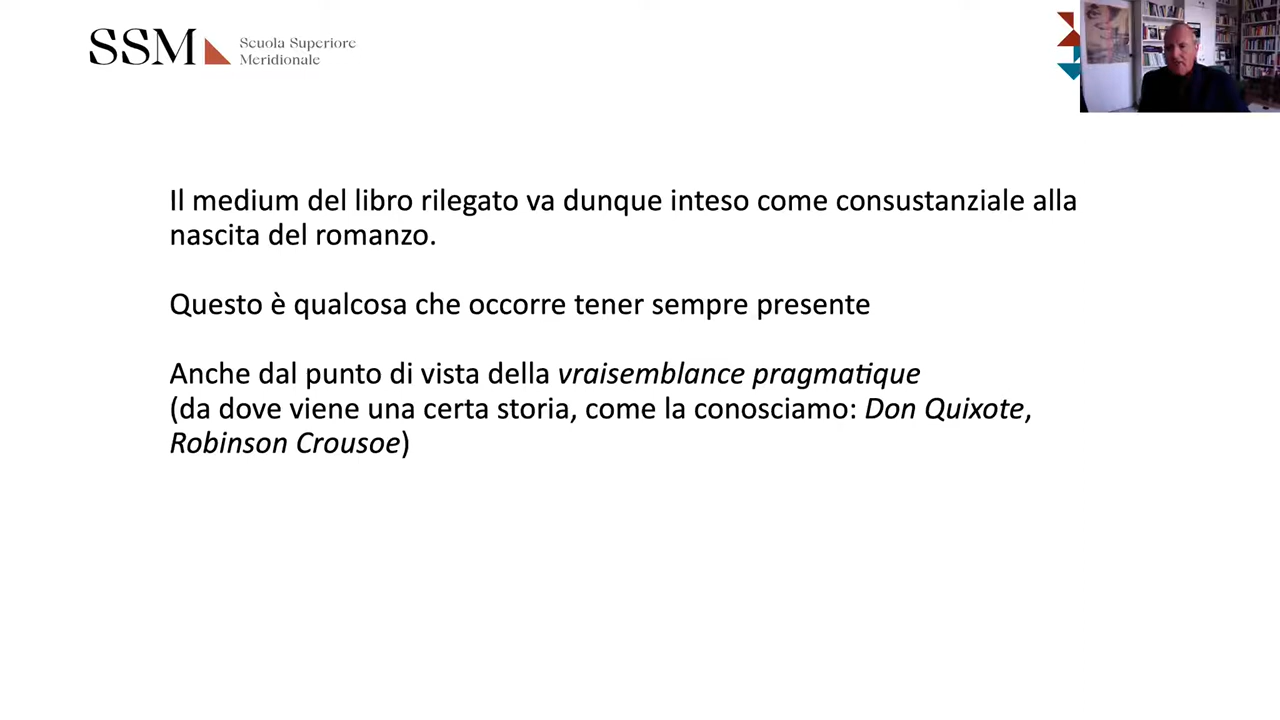 SSM
Scuola Superiore
Meridionale
Il medium del libro rilegato va dunque inteso come consustanziale alla
nascita del romanzo.
Questo è qualcosa che occorre tener sempre presente
Anche dal punto di vista della vraisemblance pragmatique
(da dove viene una certa storia, come la conosciamo: Don Quixote,
Robinson Crousoe)